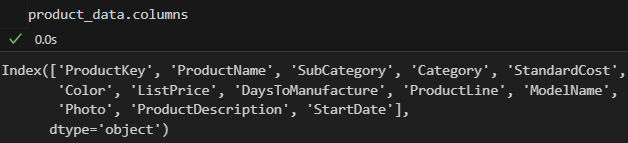 product_data.columns
0.0s
Index(['ProductKey', 'ProductName', 'SubCategory', 'Category', 'StandardCost',
'Color', 'ListPrice', 'DaysToManufacture', 'ProductLine', 'ModelName',
'Photo', 'ProductDescription', 'StartDate'],
dtype='object')